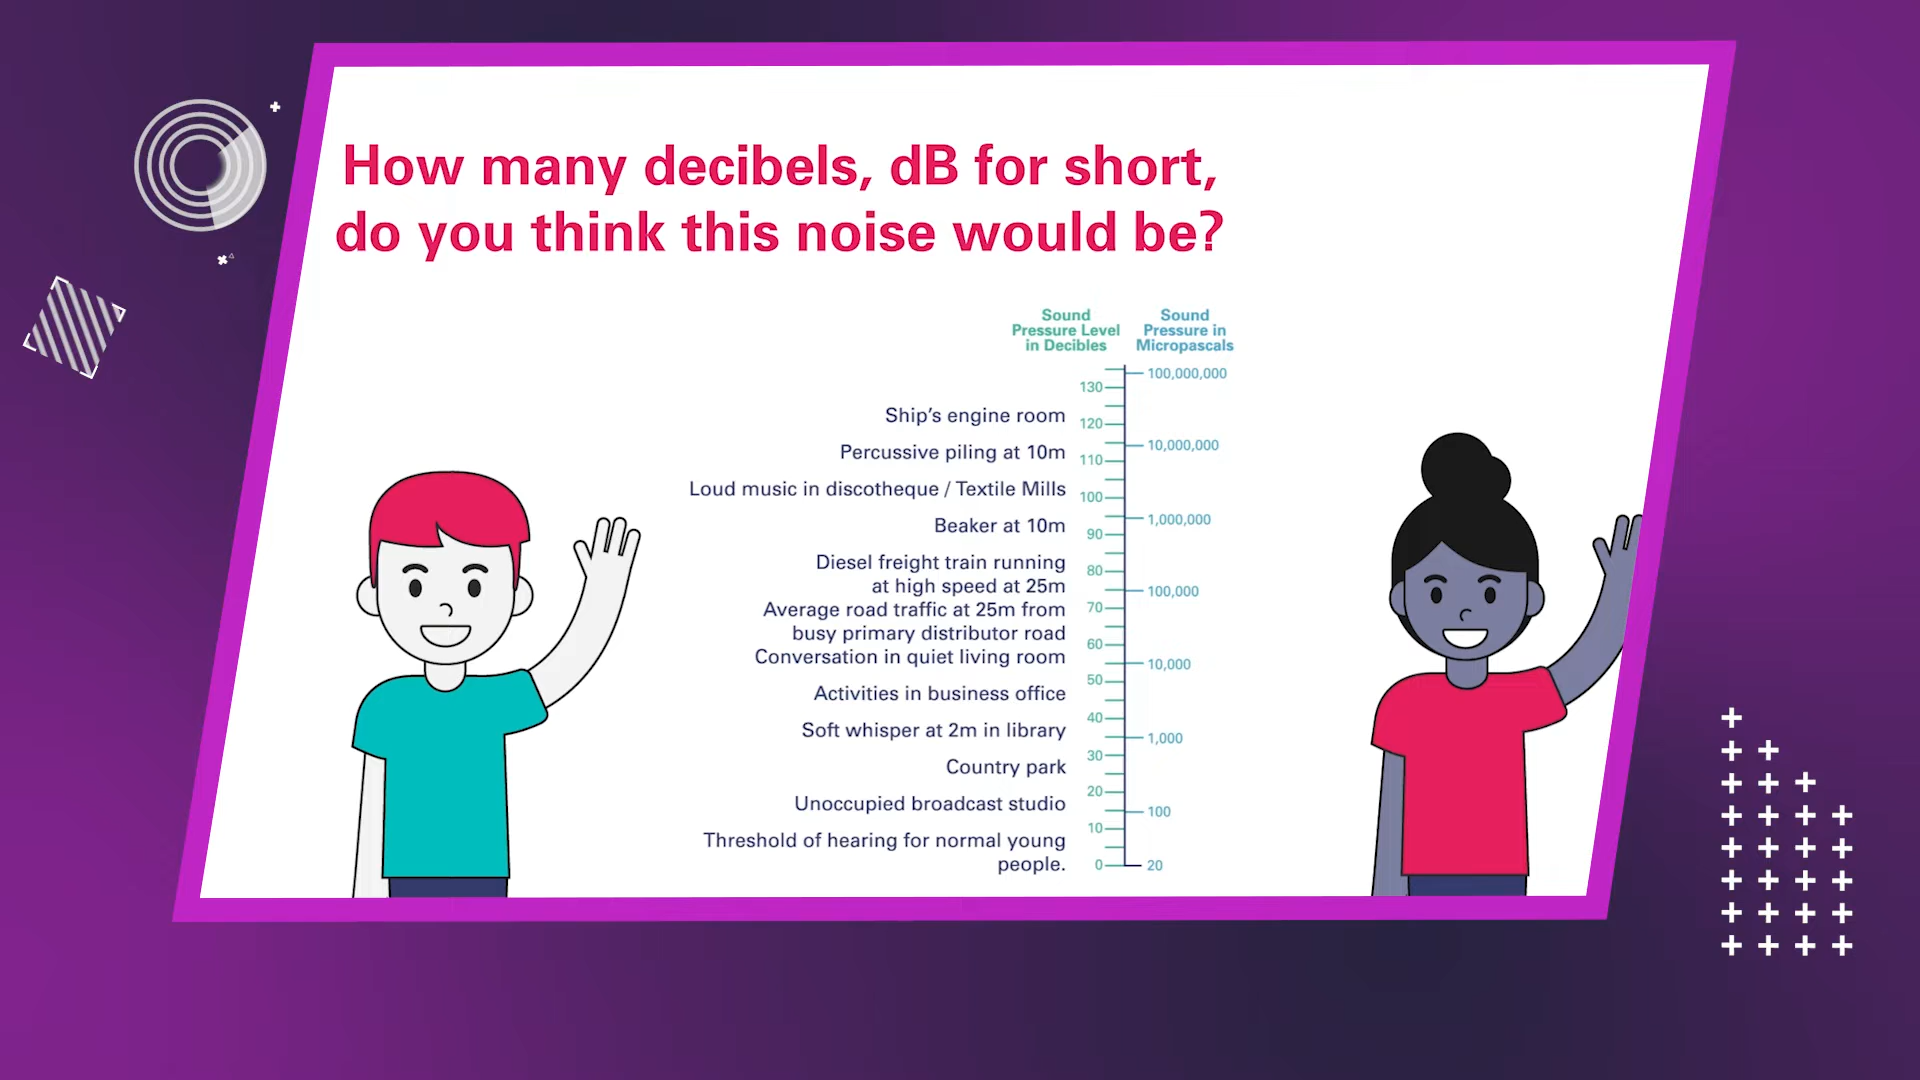 How many decibels, dB for short,
do you think this noise would be?
Sound
Pressure Level
in Decibles
Sound
Pressure in
Micropascals
100,000,000
130
Ship's engine room
120
10,000,000
Percussive piling at 10m
110
Loud music in discotheque / Textile Mills
100
1,000,000
Beaker at 10m
90
Diesel freight train running
at high speed at 25m
80
100,000
Average road traffic at 25m from
busy primary distributor road
70
60
Conversation in quiet living room
10,000
50
Activities in business office
40
Soft whisper at 2m in library
1,000
30
Country park
20
Unoccupied broadcast studio
100
10
Threshold of hearing for normal young
people.
0
20